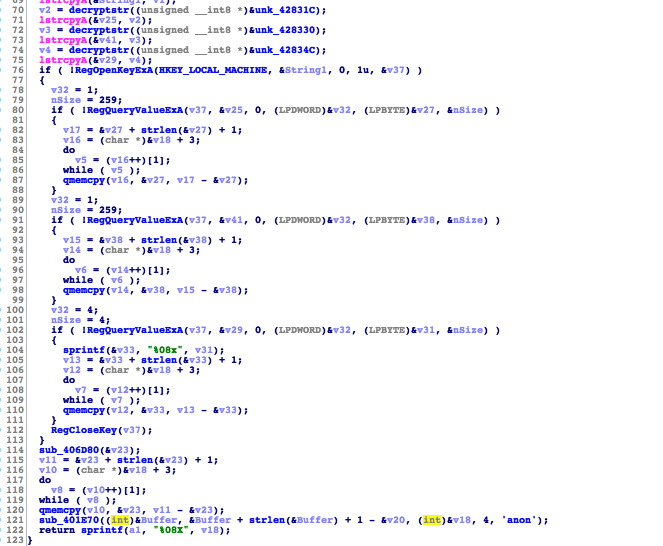 69 lstrcpyA(&String1, v1);
70 v2 = decryptstr((unsigned __int8 *)&unk_42831C);
71 lstrcpyA(&v25, v2);
72 v3 = decryptstr((unsigned __int8 *)&unk_428330);
73 lstrcpyA(&v41, v3);
74 v4 = decryptstr((unsigned __int8 *)&unk_42834C);
75 lstrcpyA(&v29, v4);
76 if ( !RegOpenKeyExA(HKEY_LOCAL_MACHINE, &String1, 0, 1u, &v37) )
77 {
78 v32 = 1;
79 nSize = 259;
80 if ( !RegQueryValueExA(v37, &v25, 0, (LPDWORD)&v32, (LPBYTE)&v27, &nSize) )
81 {
82 v17 = &v27 + strlen(&v27) + 1;
83 v16 = (char *)&v18 + 3;
84 do
85 v5 = (v16++)[1];
86 while ( v5 );
87 qmemcpy(v16, &v27, v17 - &v27);
88 }
89 v32 = 1;
90 nSize = 259;
91 if ( !RegQueryValueExA(v37, &v41, 0, (LPDWORD)&v32, (LPBYTE)&v38, &nSize) )
92 {
93 v15 = &v38 + strlen(&v38) + 1;
94 v14 = (char *)&v18 + 3;
95 do
96 v6 = (v14++)[1];
97 while ( v6 );
98 qmemcpy(v14, &v38, v15 - &v38);
99 }
100 v32 = 4;
101 nSize = 4;
102 if ( !RegQueryValueExA(v37, &v29, 0, (LPDWORD)&v32, (LPBYTE)&v31, &nSize) )
103 {
104 sprintf(&v33, "%08x", v31);
105 v13 = &v33 + strlen(&v33) + 1;
106 v12 = (char *)&v18 + 3;
107 do
108 v7 = (v12++)[1];
109 while ( v7 );
110 qmemcpy(v12, &v33, v13 - &v33);
111 }
112 RegCloseKey(v37);
113 }
114 sub_406D80(&v23);
115 v11 = &v23 + strlen(&v23) + 1;
116 v10 = (char *)&v18 + 3;
117 do
118 v8 = (v10++)[1];
119 while ( v8 );
120 qmemcpy(v10, &v23, v11 - &v23);
121 sub_401E70((int)&Buffer, &Buffer + strlen(&Buffer) + 1 - &v20, (int)&v18, 4, 'anon');
122 return sprintf(a1, "%08X", v18);
123 }